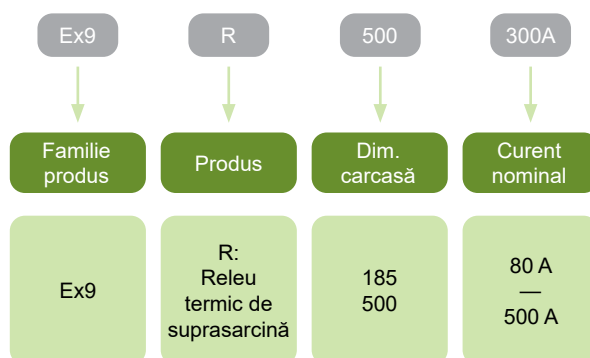 Ex9
R
500
300A
Familie
produs
Produs
Dim.
carcasă
Curent
nominal
Ex9
R:
Releu
termic de
suprasarcină
185
500
80 A
—
500 A